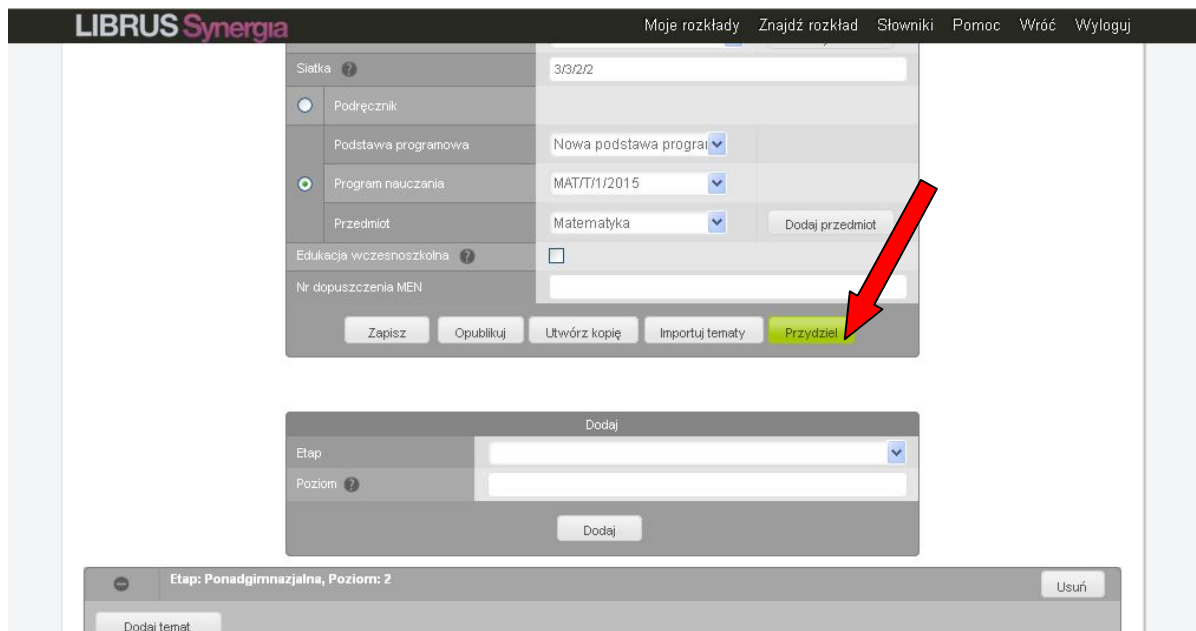 LIBRUS Synergia Moje rozkłady Znajdź rozkład Słowniki Pomoc Wróć Wyloguj
Siatka ? 3/3/2/2
Podręcznik
Podstawa programowa Nowa podstawa progra
Program nauczania MAT/T/1/2015
Przedmiot Matematyka Dodaj przedmiot
Edukacja wczesnoszkolna ?
Nr dopuszczenia MEN
Zapisz Opublikuj Utwórz kopię Importuj tematy Przydziel
Dodaj
Etap
Poziom ?
Dodaj
Etap: Ponadgimnazjalna, Poziom: 2 Usuń
Dodaj temat